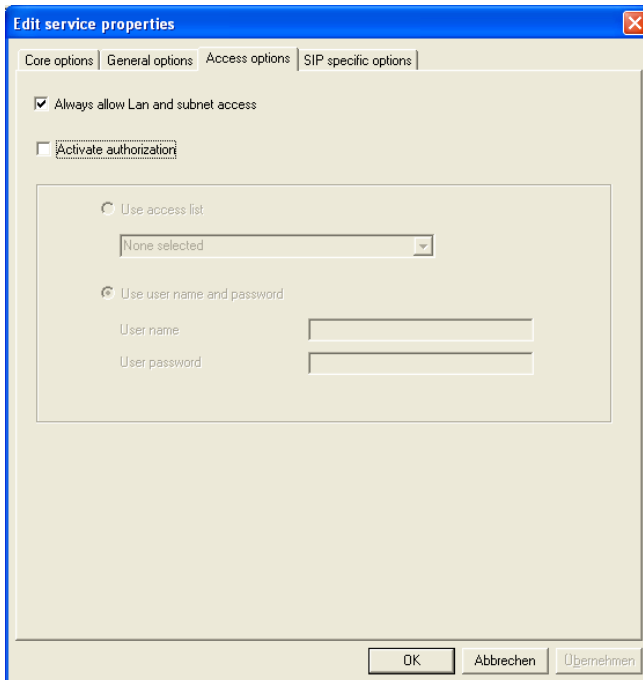 Edit service properties
Core options General options Access options SIP specific options
Always allow Lan and subnet access
Activate authorization
Use access list
None selected
Use user name and password
User name
User password
OK Abbrechen Übernehmen